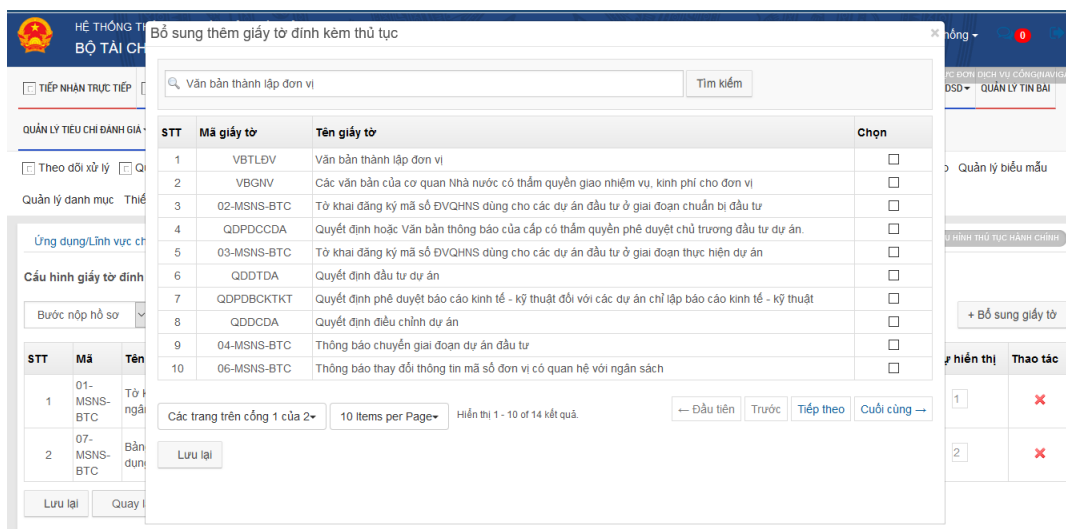 HỆ THỐNG
BỘ TÀI CH
Bổ sung thêm giấy tờ đính kèm thủ tục
×
hống
0
TIẾP NHẬN TRỰC TIẾP
DSD
QUẢN LÝ TIN BÀI
QUẢN LÝ TIÊU CHÍ ĐÁNH GIÁ
Theo dõi xử lý
Quản lý biểu mẫu
Quản lý danh mục
Văn bản thành lập đơn vị
Tìm kiếm
STT Mã giấy tờ Tên giấy tờ Chọn
1 VBTLĐV Văn bản thành lập đơn vị
2 VBGNV Các văn bản của cơ quan Nhà nước có thẩm quyền giao nhiệm vụ, kinh phí cho đơn vị
3 02-MSNS-BTC Tờ khai đăng ký mã số ĐVQHNS dùng cho các dự án đầu tư ở giai đoạn chuẩn bị đầu tư
4 QDPDCCDA Quyết định hoặc Văn bản thông báo của cấp có thẩm quyền phê duyệt chủ trương đầu tư dự án.
5 03-MSNS-BTC Tờ khai đăng ký mã số ĐVQHNS dùng cho các dự án đầu tư ở giai đoạn thực hiện dự án
6 QDDTDA Quyết định đầu tư dự án
7 QDPDBCKTKT Quyết định phê duyệt báo cáo kinh tế - kỹ thuật đối với các dự án chỉ lập báo cáo kinh tế - kỹ thuật
8 QDDCDA Quyết định điều chỉnh dự án
9 04-MSNS-BTC Thông báo chuyển giai đoạn dự án đầu tư
10 06-MSNS-BTC Thông báo thay đổi thông tin mã số đơn vị có quan hệ với ngân sách
Các trang trên cổng 1 của 2
10 Items per Page
Hiển thị 1 - 10 of 14 kết quả.
← Đầu tiên
Trước
Tiếp theo
Cuối cùng →
Lưu lại
Ứng dụng/Lĩnh vực
U HÌNH THỦ TỤC HÀNH CHÍNH
Cấu hình giấy tờ đính
Bước nộp hồ sơ
+ Bổ sung giấy tờ
STT Mã Tên hiển thị Thao tác
1 01-MSNS-BTC 1
2 07-MSNS-BTC 2
Lưu lại
Quay